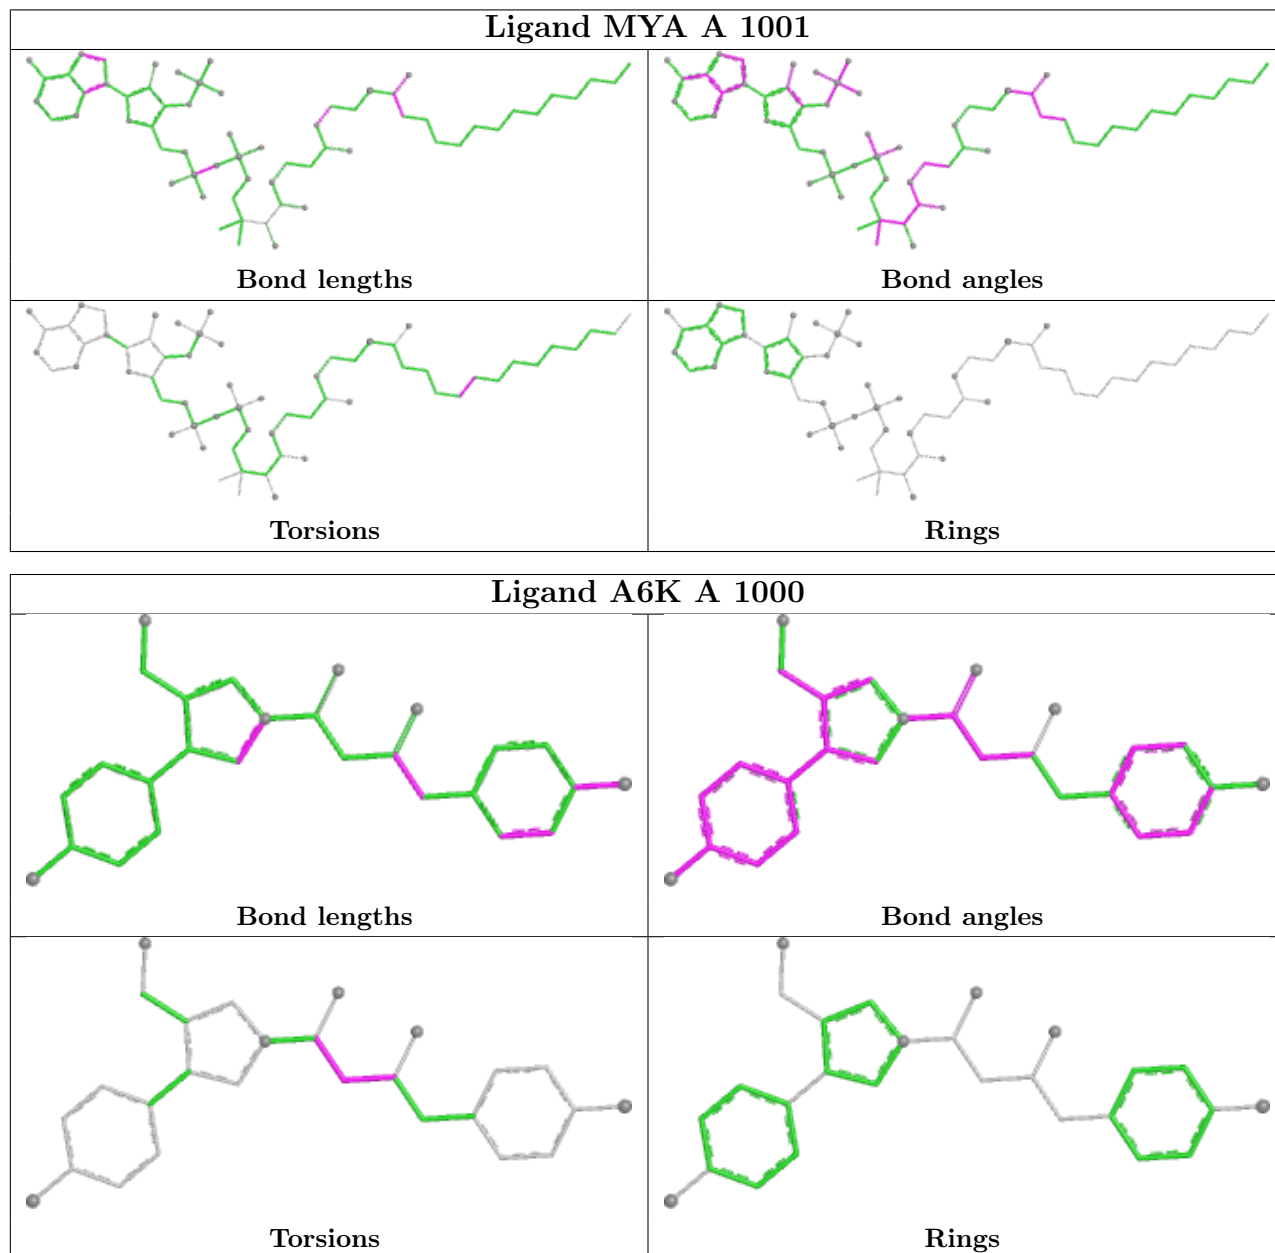 Ligand MYA A 1001
Bond lengths
Bond angles
Torsions
Rings
Ligand A6K A 1000
Bond lengths
Bond angles
Torsions
Rings